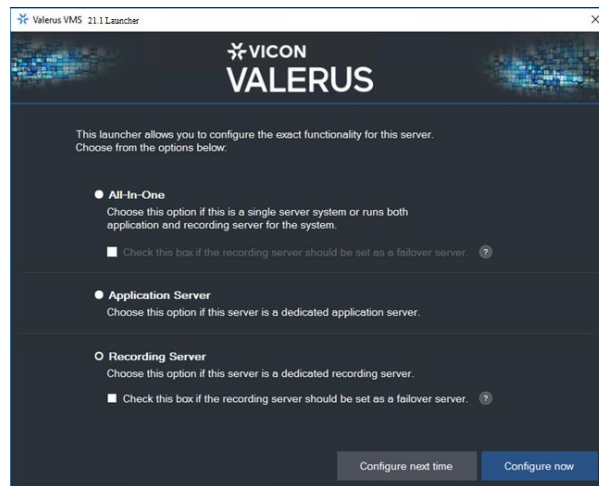 Valerus VMS 21.1 Launcher
VICON
VALERUS
This launcher allows you to configure the exact functionality for this server.
Choose from the options below:
All-In-One
Choose this option if this is a single server system or runs both
application and recording server for the system.
Check this box if the recording server should be set as a failover server. ?
Application Server
Choose this option if this server is a dedicated application server.
Recording Server
Choose this option if this server is a dedicated recording server.
Check this box if the recording server should be set as a failover server. ?
Configure next time
Configure now